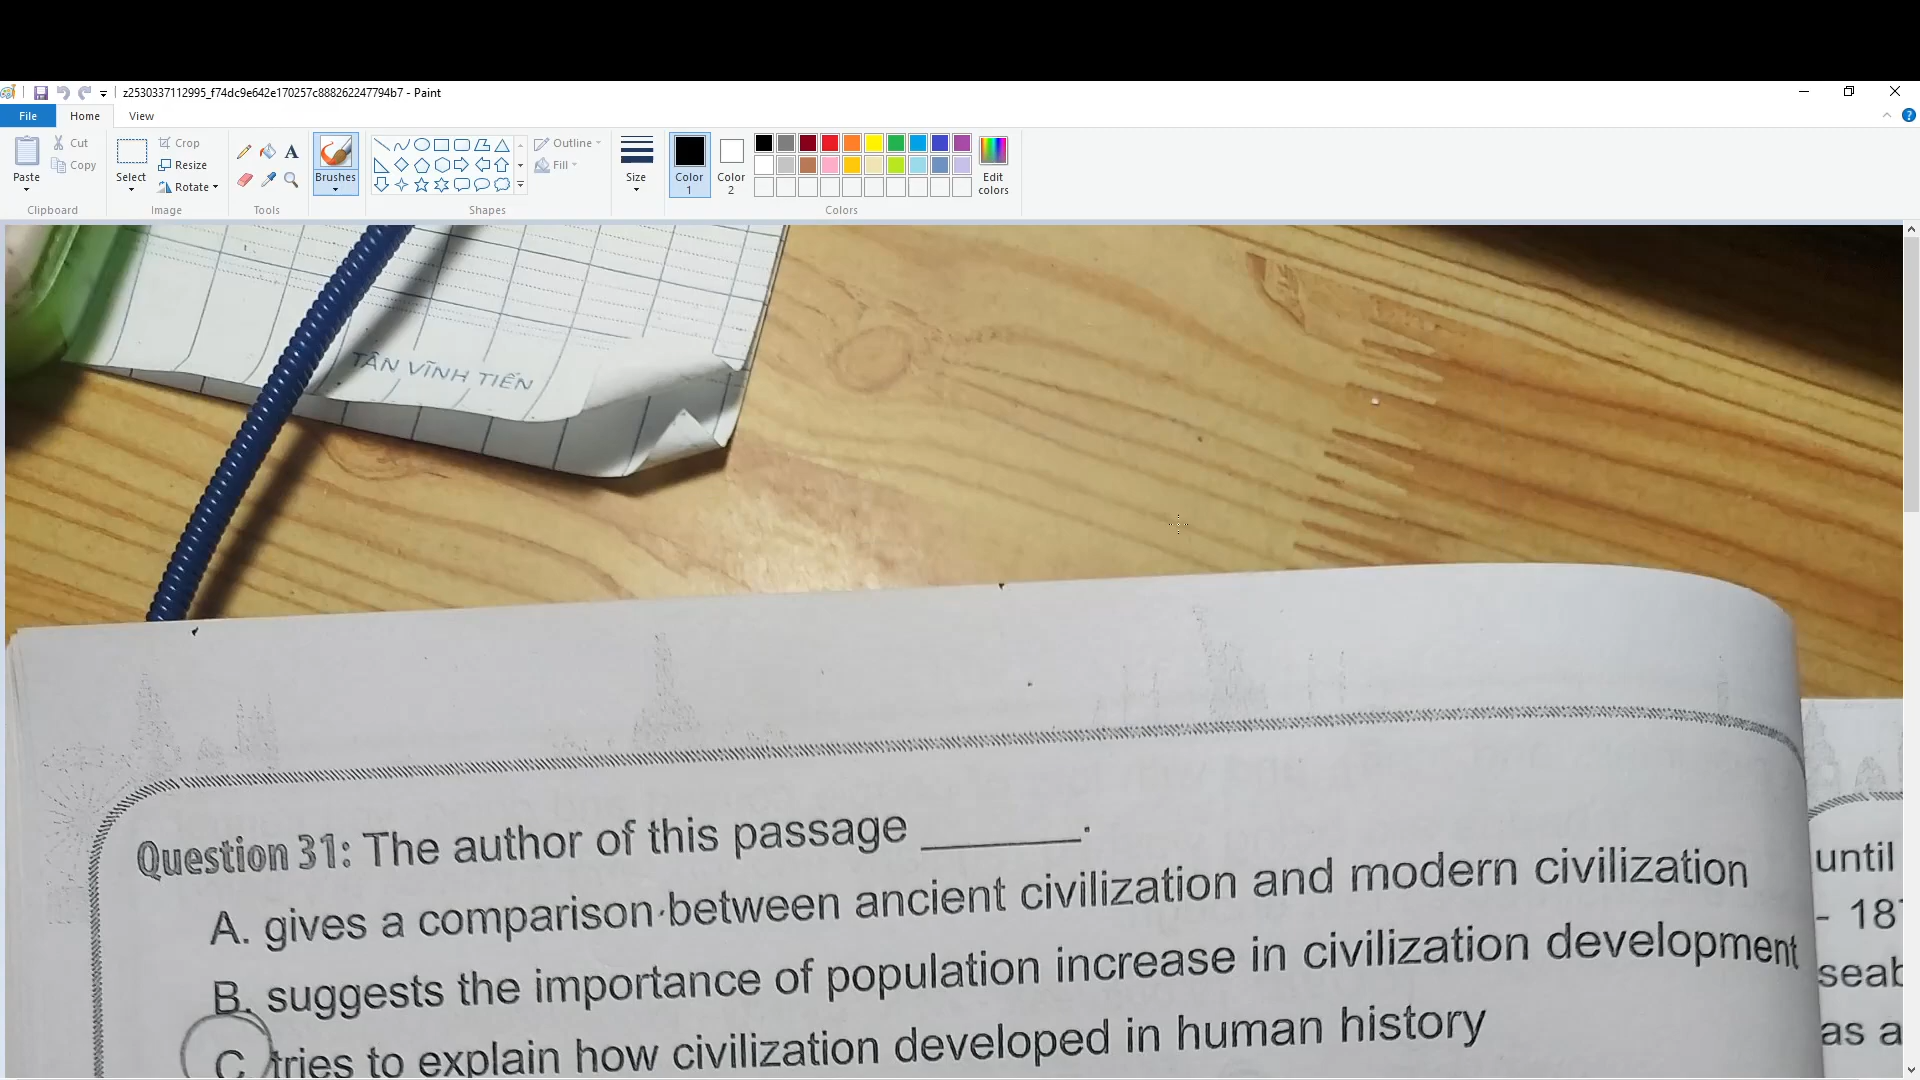 z2530337112995_f74dc9e642e170257c888262247794b7 - Paint
File Home View
Paste
Cut
Copy
Clipboard
Select
Crop
Resize
Rotate
Image
A
Tools
Brushes
Shapes
Outline
Fill
Size
Color 1
Color 2
Edit colors
Colors
TÂN VĨNH TIẾN
Question 31: The author of this passage ________.
A. gives a comparison between ancient civilization and modern civilization
B. suggests the importance of population increase in civilization development
C tries to explain how civilization developed in human history
until
- 18
as a